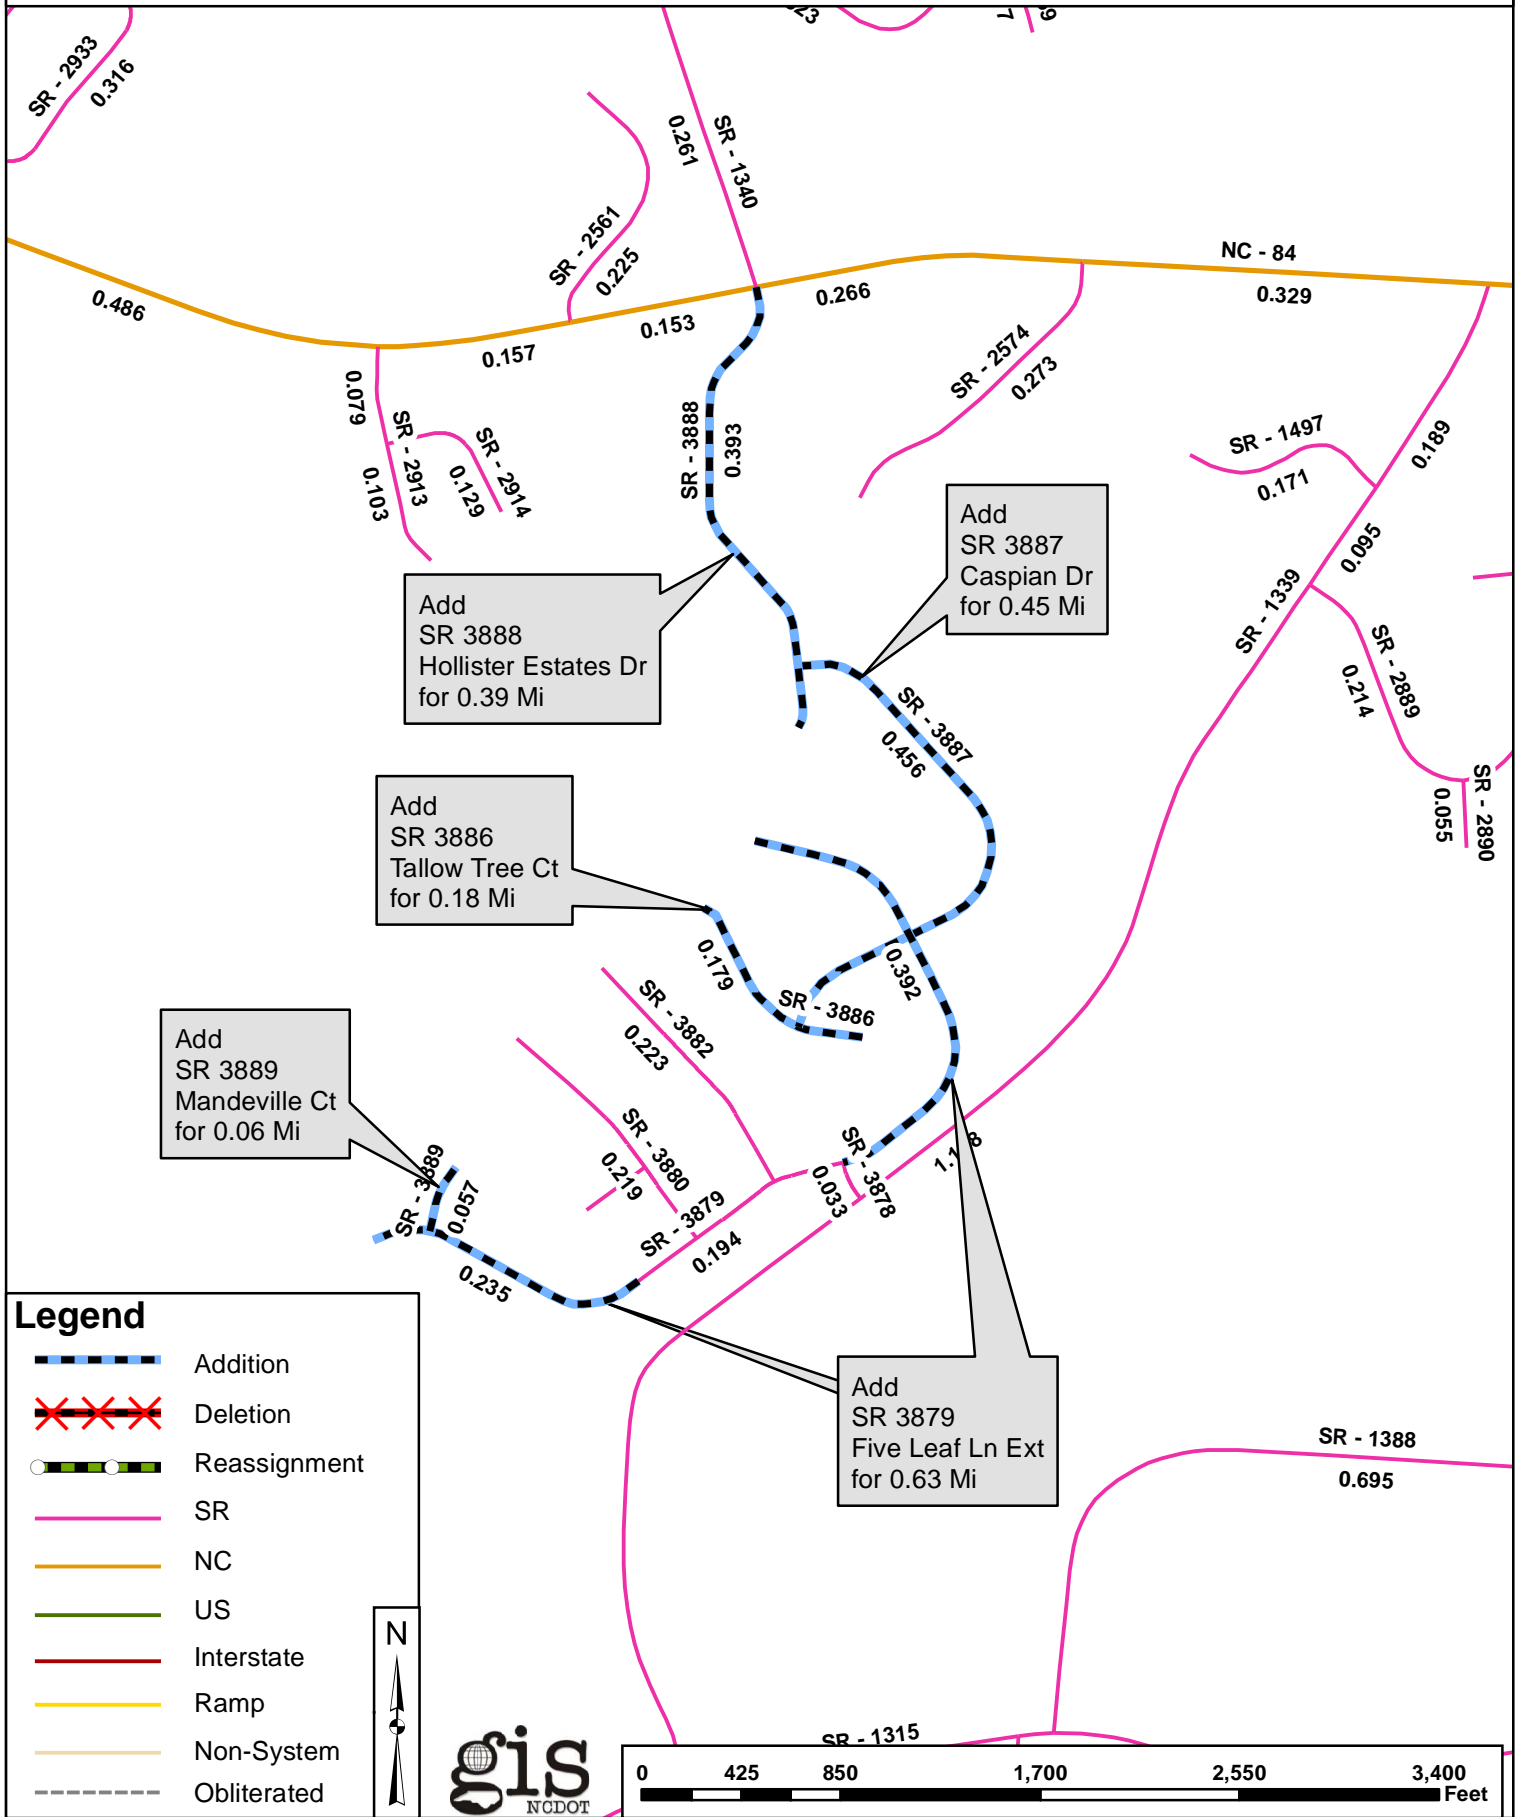 SR - 2933
0.316
SR - 1340
0.261
SR - 2561
0.225
NC - 84
0.486
0.157
0.153
0.266
0.329
SR - 2574
0.273
0.079
SR - 2913
0.103
SR - 2914
0.129
SR - 3888
0.393
SR - 1497
0.171
0.189
0.095
SR - 1339
SR - 2889
0.214
SR - 2890
0.055
Add
SR 3887
Caspian Dr
for 0.45 Mi
Add
SR 3888
Hollister Estates Dr
for 0.39 Mi
SR - 3887
0.456
Add
SR 3886
Tallow Tree Ct
for 0.18 Mi
0.179
SR - 3886
0.392
SR - 3882
0.223
Add
SR 3889
Mandeville Ct
for 0.06 Mi
SR - 3889
0.057
SR - 3880
0.219
SR - 3879
0.194
SR - 3878
0.033
0.235
Add
SR 3879
Five Leaf Ln Ext
for 0.63 Mi
SR - 1388
0.695
SR - 1315
Legend
Addition
Deletion
Reassignment
SR
NC
US
Interstate
Ramp
Non-System
Obliterated
N
gis
NCDOT
0 425 850 1,700 2,550 3,400
Feet